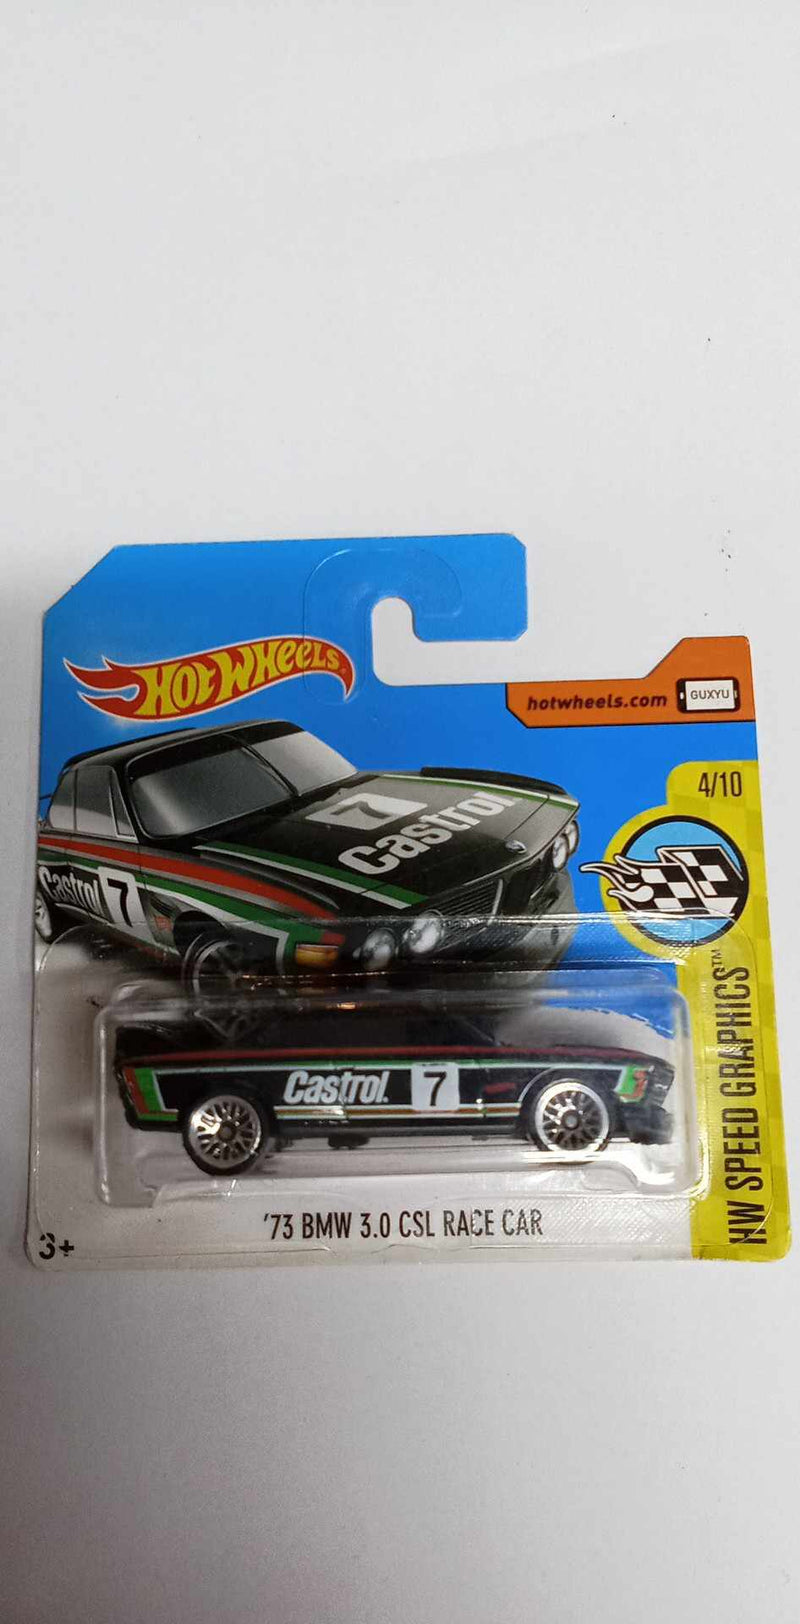 HOT WHEELS
hotwheels.com
GUXYU
4/10
7
Castrol
Castrol 7
HW SPEED GRAPHICS™
Castrol. 7
'73 BMW 3.0 CSL RACE CAR
3+